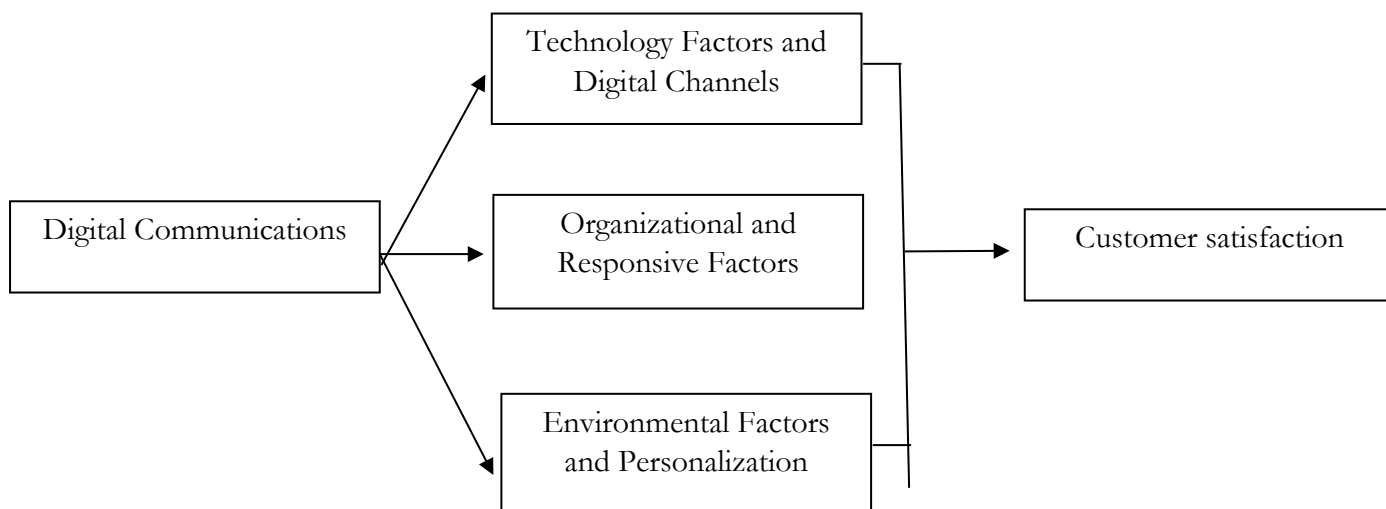 Technology Factors and
Digital Channels
Digital Communications
Organizational and
Responsive Factors
Customer satisfaction
Environmental Factors
and Personalization